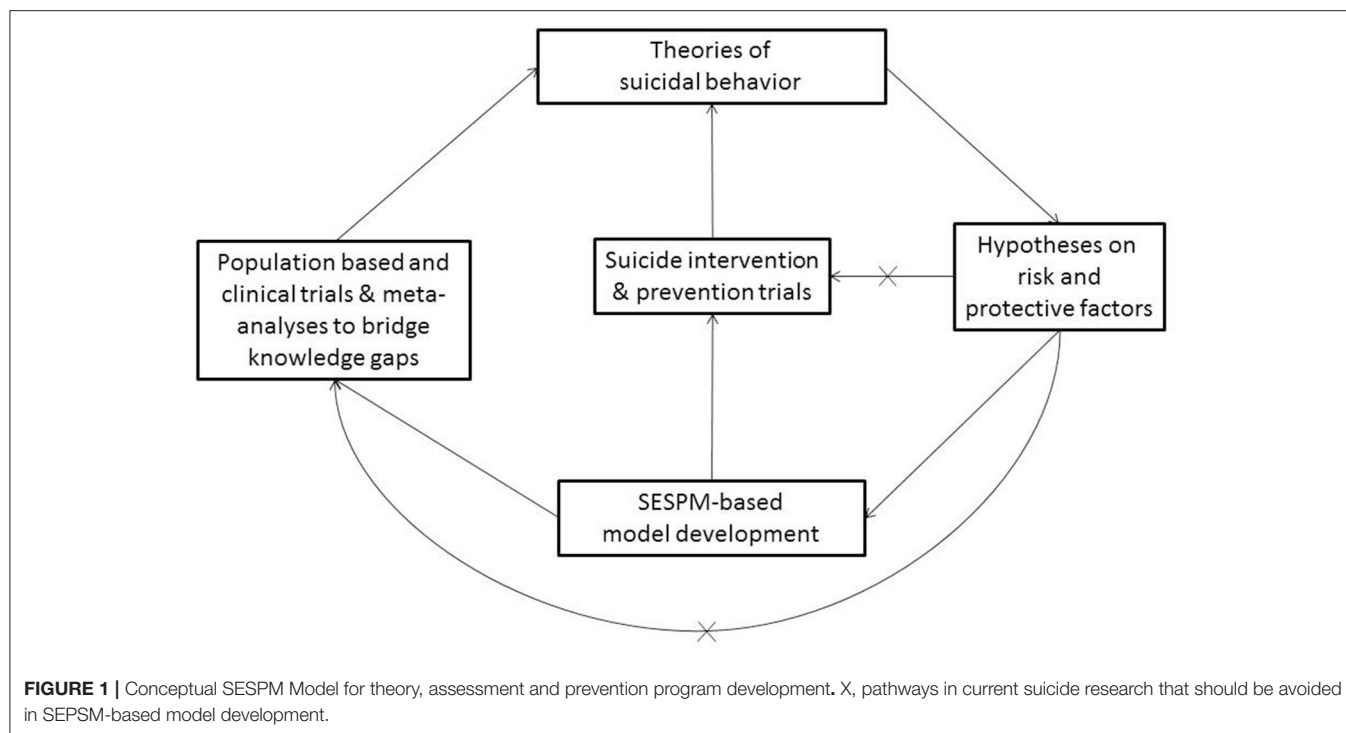 Theories of
suicidal behavior
Population based and
clinical trials & meta-
analyses to bridge
knowledge gaps
Suicide intervention
& prevention trials
Hypotheses on
risk and
protective factors
SESPM-based
model development
FIGURE 1 | Conceptual SESPM Model for theory, assessment and prevention program development. X, pathways in current suicide research that should be avoided
in SEPSM-based model development.